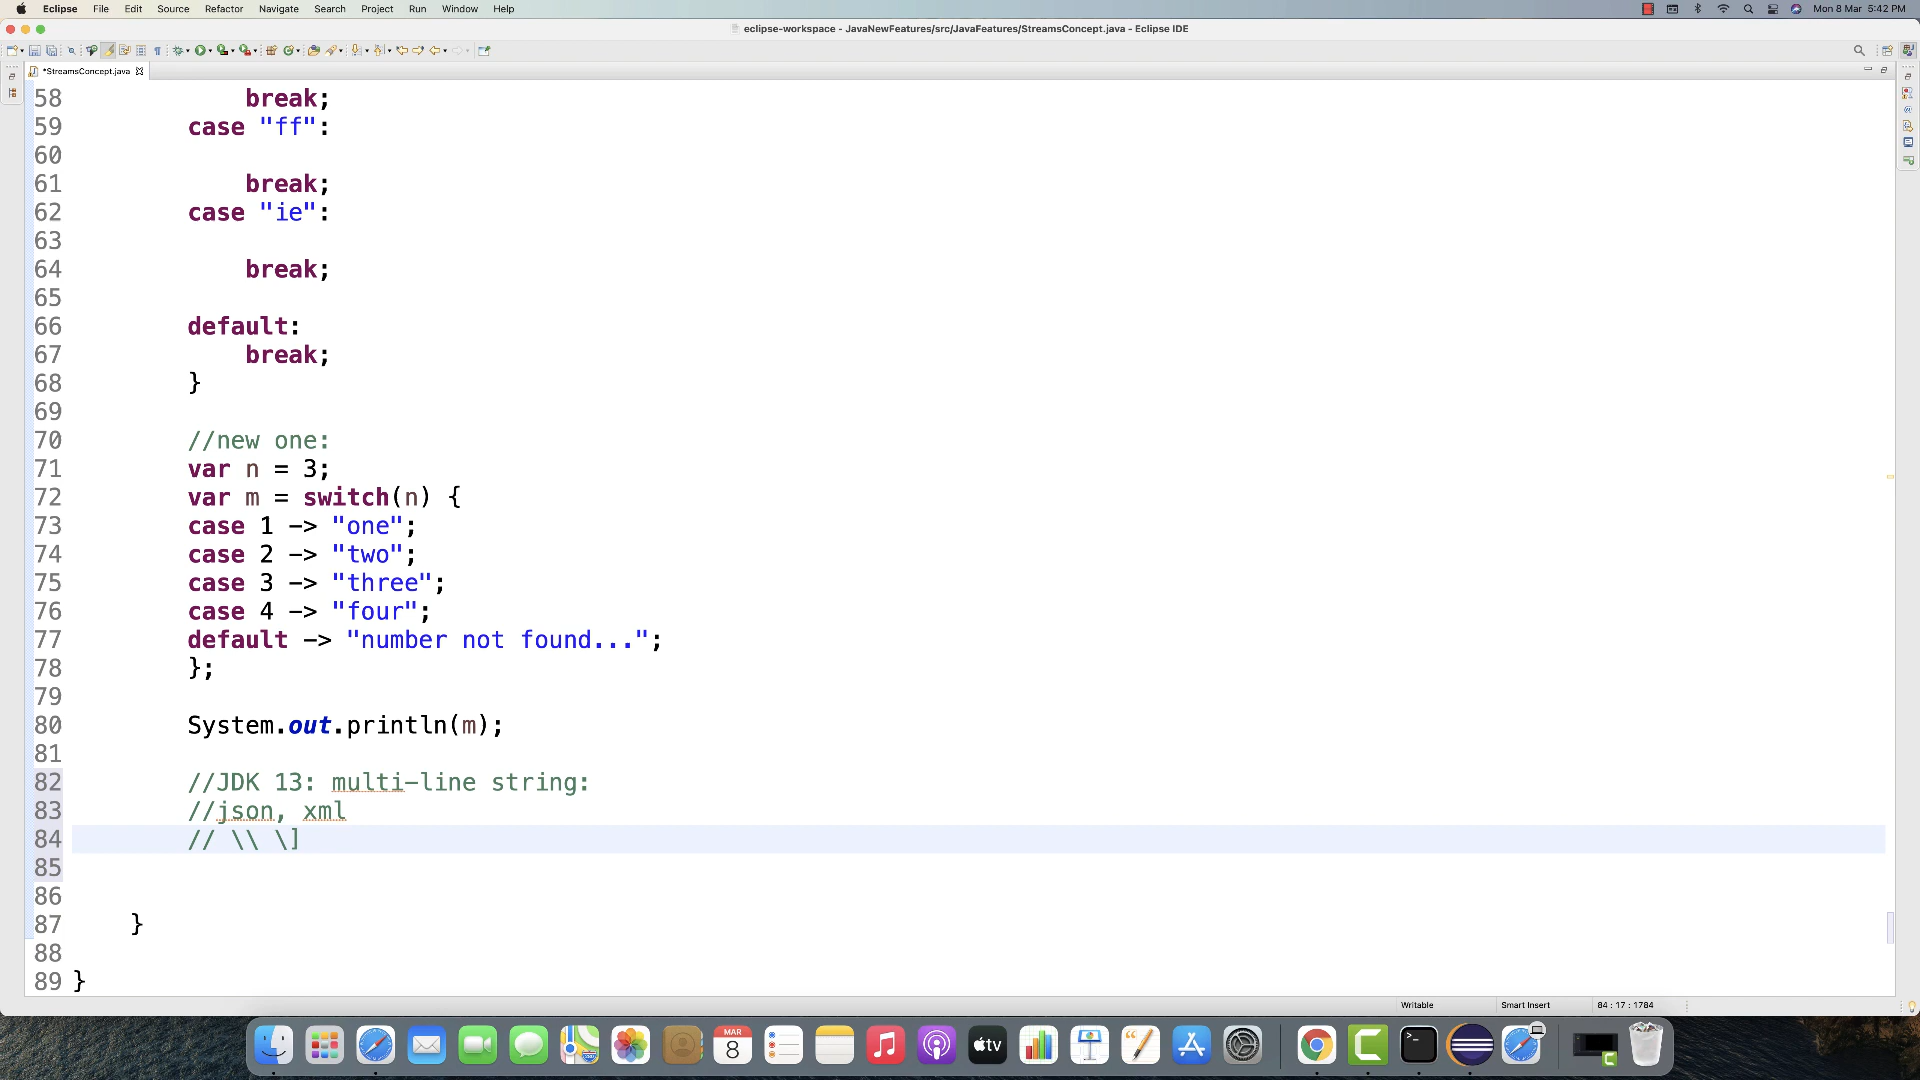 Eclipse File Edit Source Refactor Navigate Search Project Run Window Help Mon 8 Mar 5:42 PM
eclipse-workspace - JavaNewFeatures/src/JavaFeatures/StreamsConcept.java - Eclipse IDE
*StreamsConcept.java
58 break;
59 case "ff":
60
61 break;
62 case "ie":
63
64 break;
65
66 default:
67 break;
68 }
69
70 //new one:
71 var n = 3;
72 var m = switch(n) {
73 case 1 -> "one";
74 case 2 -> "two";
75 case 3 -> "three";
76 case 4 -> "four";
77 default -> "number not found...";
78 };
79
80 System.out.println(m);
81
82 //JDK 13: multi-line string:
83 //json, xml
84 // \\ \]
85
86
87 }
88
89 }
Writable Smart Insert 84 : 17 : 1784
MAR
8
tv